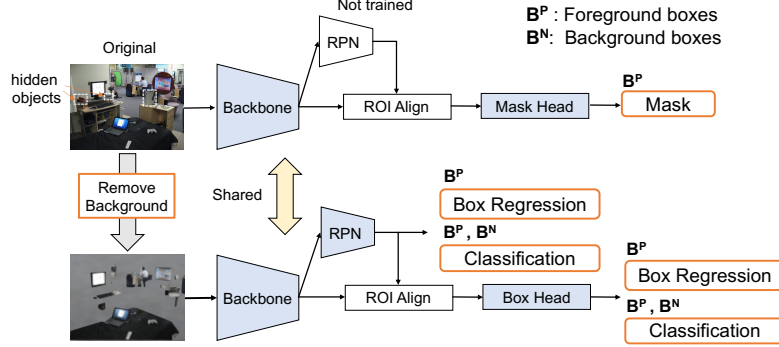 Not trained
B^P : Foreground boxes
B^N: Background boxes
Original
RPN
hidden
objects
Backbone
ROI Align
Mask Head
B^P
Mask
Remove
Background
Shared
B^P
Box Regression
RPN
B^P , B^N
Classification
B^P
Box Regression
Backbone
ROI Align
Box Head
B^P , B^N
Classification